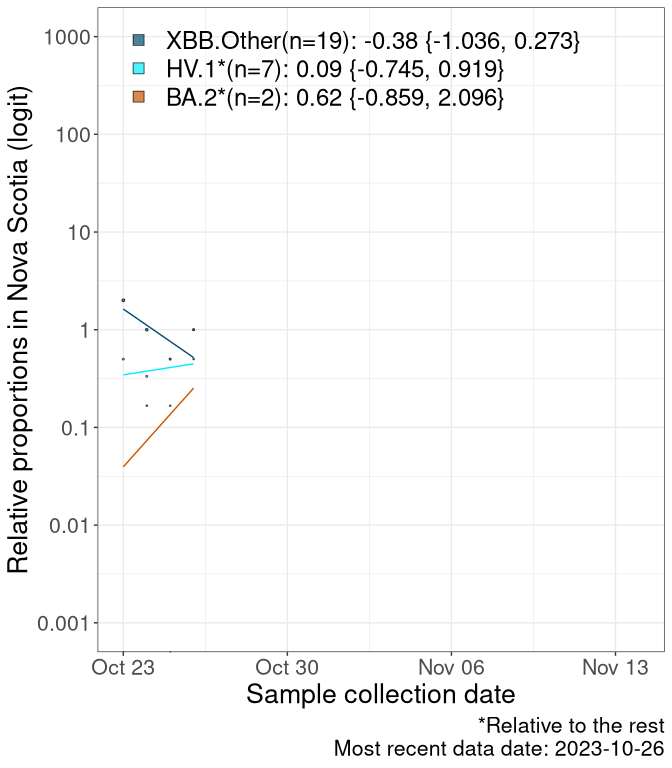 XBB.Other(n=19): -0.38 {-1.036, 0.273}
HV.1*(n=7): 0.09 {-0.745, 0.919}
BA.2*(n=2): 0.62 {-0.859, 2.096}
Relative proportions in Nova Scotia (logit)
1000
100
10
1
0.1
0.01
0.001
Oct 23 Oct 30 Nov 06 Nov 13
Sample collection date
*Relative to the rest
Most recent data date: 2023-10-26